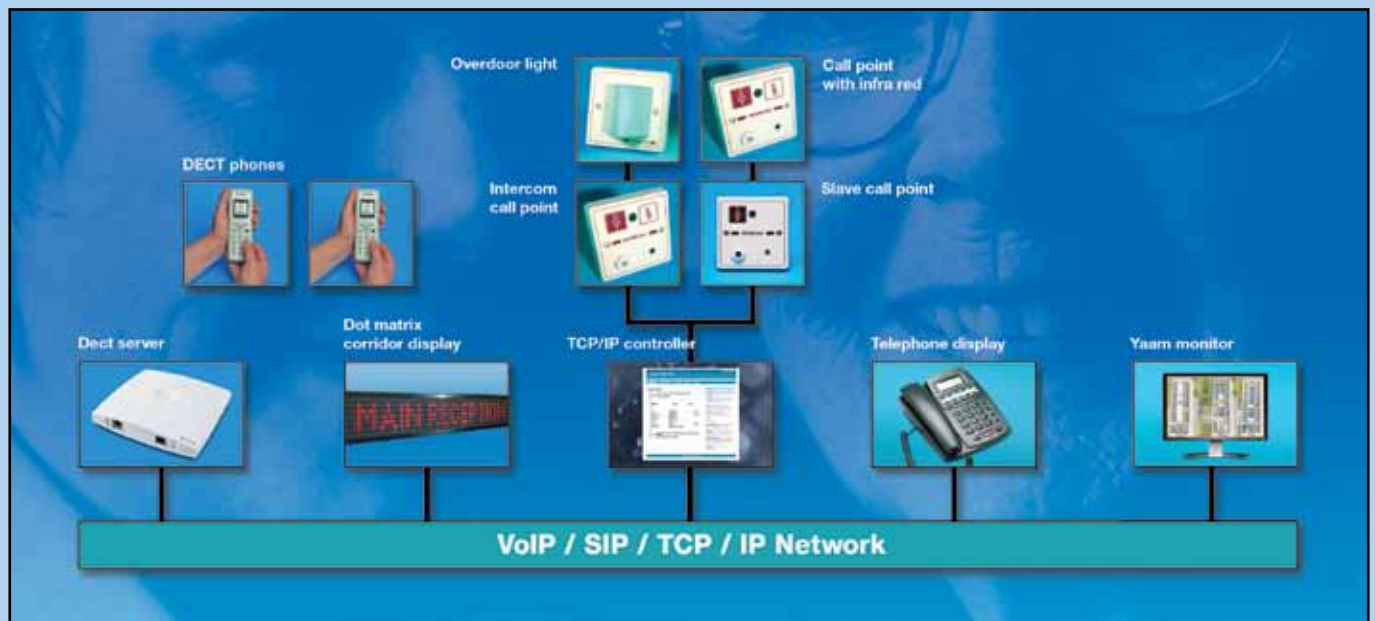 Overdoor light
Call point
with infra red
DECT phones
Intercom
call point
Slave call point
Dect server
Dot matrix
corridor display
TCP/IP controller
Telephone display
Yaam monitor
MAIN RECEPTION
VoIP / SIP / TCP / IP Network